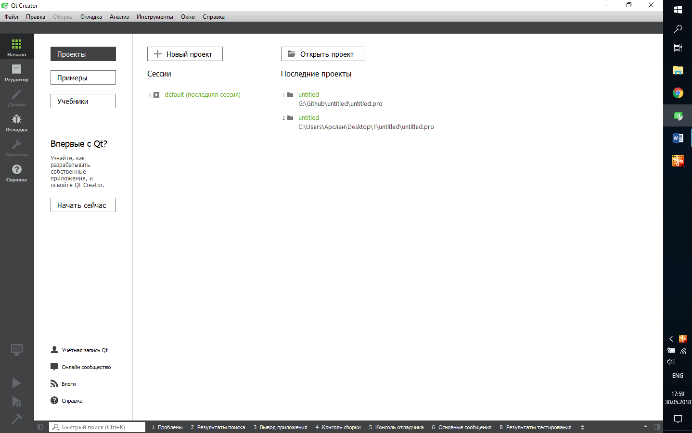 Qt Creator
Файл Правка Сборка Отладка Анализ Инструменты Окно Справка
Начало
Редактор
Дизайн
Отладка
Проекты
Справка
Проекты
Примеры
Учебники
Впервые с Qt?
Узнайте, как
разрабатывать
собственные
приложения, и
освойте Qt Creator.
Начать сейчас
Учётная запись Qt
Онлайн сообщество
Блоги
Справка
Новый проект
Сессии
1 default (последняя сессия)
Открыть проект
Последние проекты
1 untitled
G:\Github\untitled\untitled.pro
2 untitled
C:\Users\Арслан\Desktop\1\untitled\untitled.pro
Быстрый поиск (Ctrl+K)
1 Проблемы 2 Результаты поиска 3 Вывод приложения 4 Консоль сборки 5 Консоль отладчика 6 Основные сообщения 8 Результаты тестирования
ENG
17:59
30.05.2018